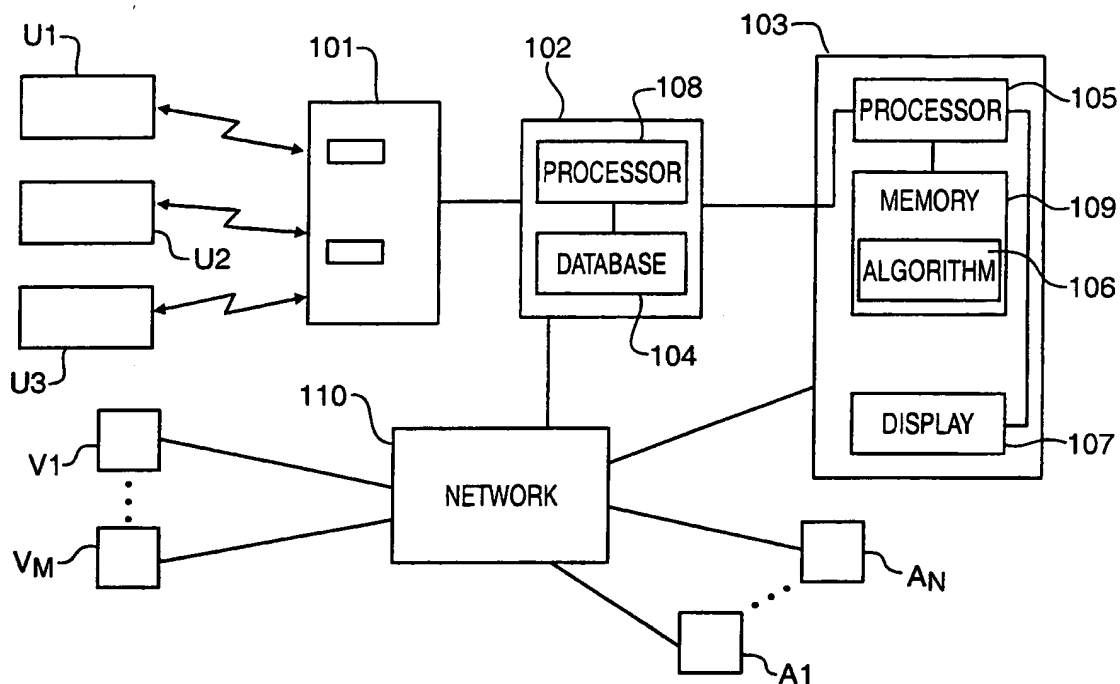 U1
101
102
103
108
105
PROCESSOR
PROCESSOR
MEMORY
109
U2
DATABASE
ALGORITHM
106
104
U3
110
DISPLAY
107
V1
NETWORK
VM
AN
A1